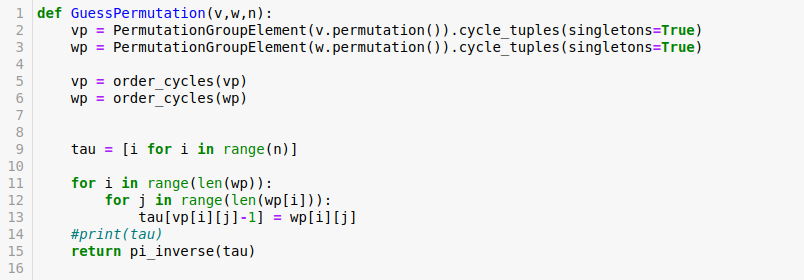 1 def GuessPermutation(v,w,n):
2     vp = PermutationGroupElement(v.permutation()).cycle_tuples(singletons=True)
3     wp = PermutationGroupElement(w.permutation()).cycle_tuples(singletons=True)
4
5     vp = order_cycles(vp)
6     wp = order_cycles(wp)
7
8
9     tau = [i for i in range(n)]
10
11     for i in range(len(wp)):
12         for j in range(len(wp[i])):
13             tau[vp[i][j]-1] = wp[i][j]
14     #print(tau)
15     return pi_inverse(tau)
16